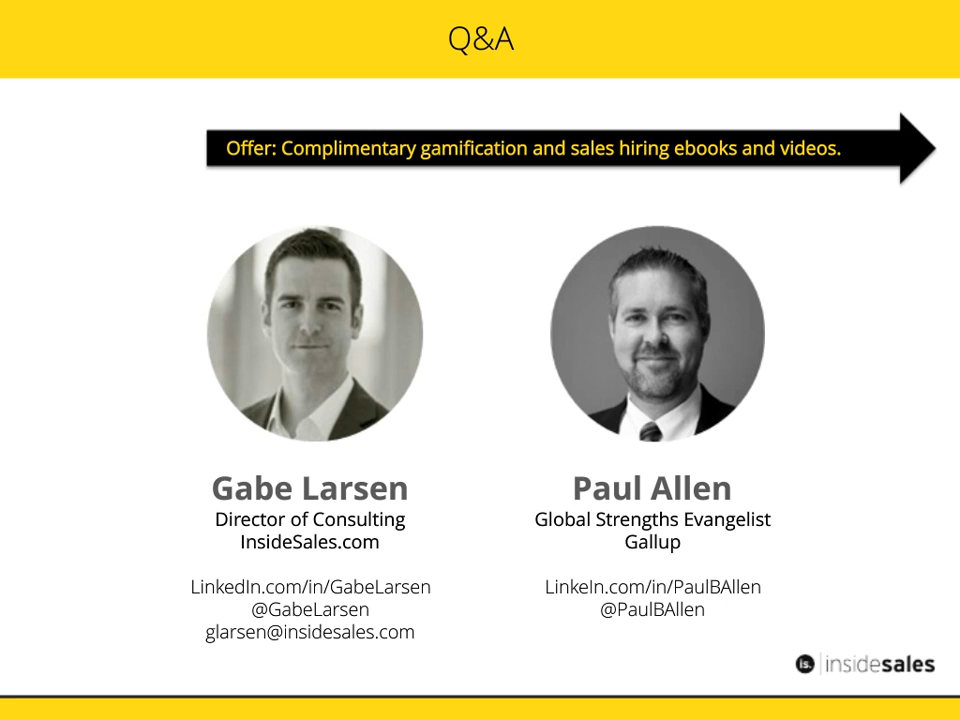 Q&A
Offer: Complimentary gamification and sales hiring ebooks and videos.
Gabe Larsen
Director of Consulting
InsideSales.com
LinkedIn.com/in/GabeLarsen
@GabeLarsen
glarsen@insidesales.com
Paul Allen
Global Strengths Evangelist
Gallup
LinkeIn.com/in/PaulBAllen
@PaulBAllen
is. insidesales